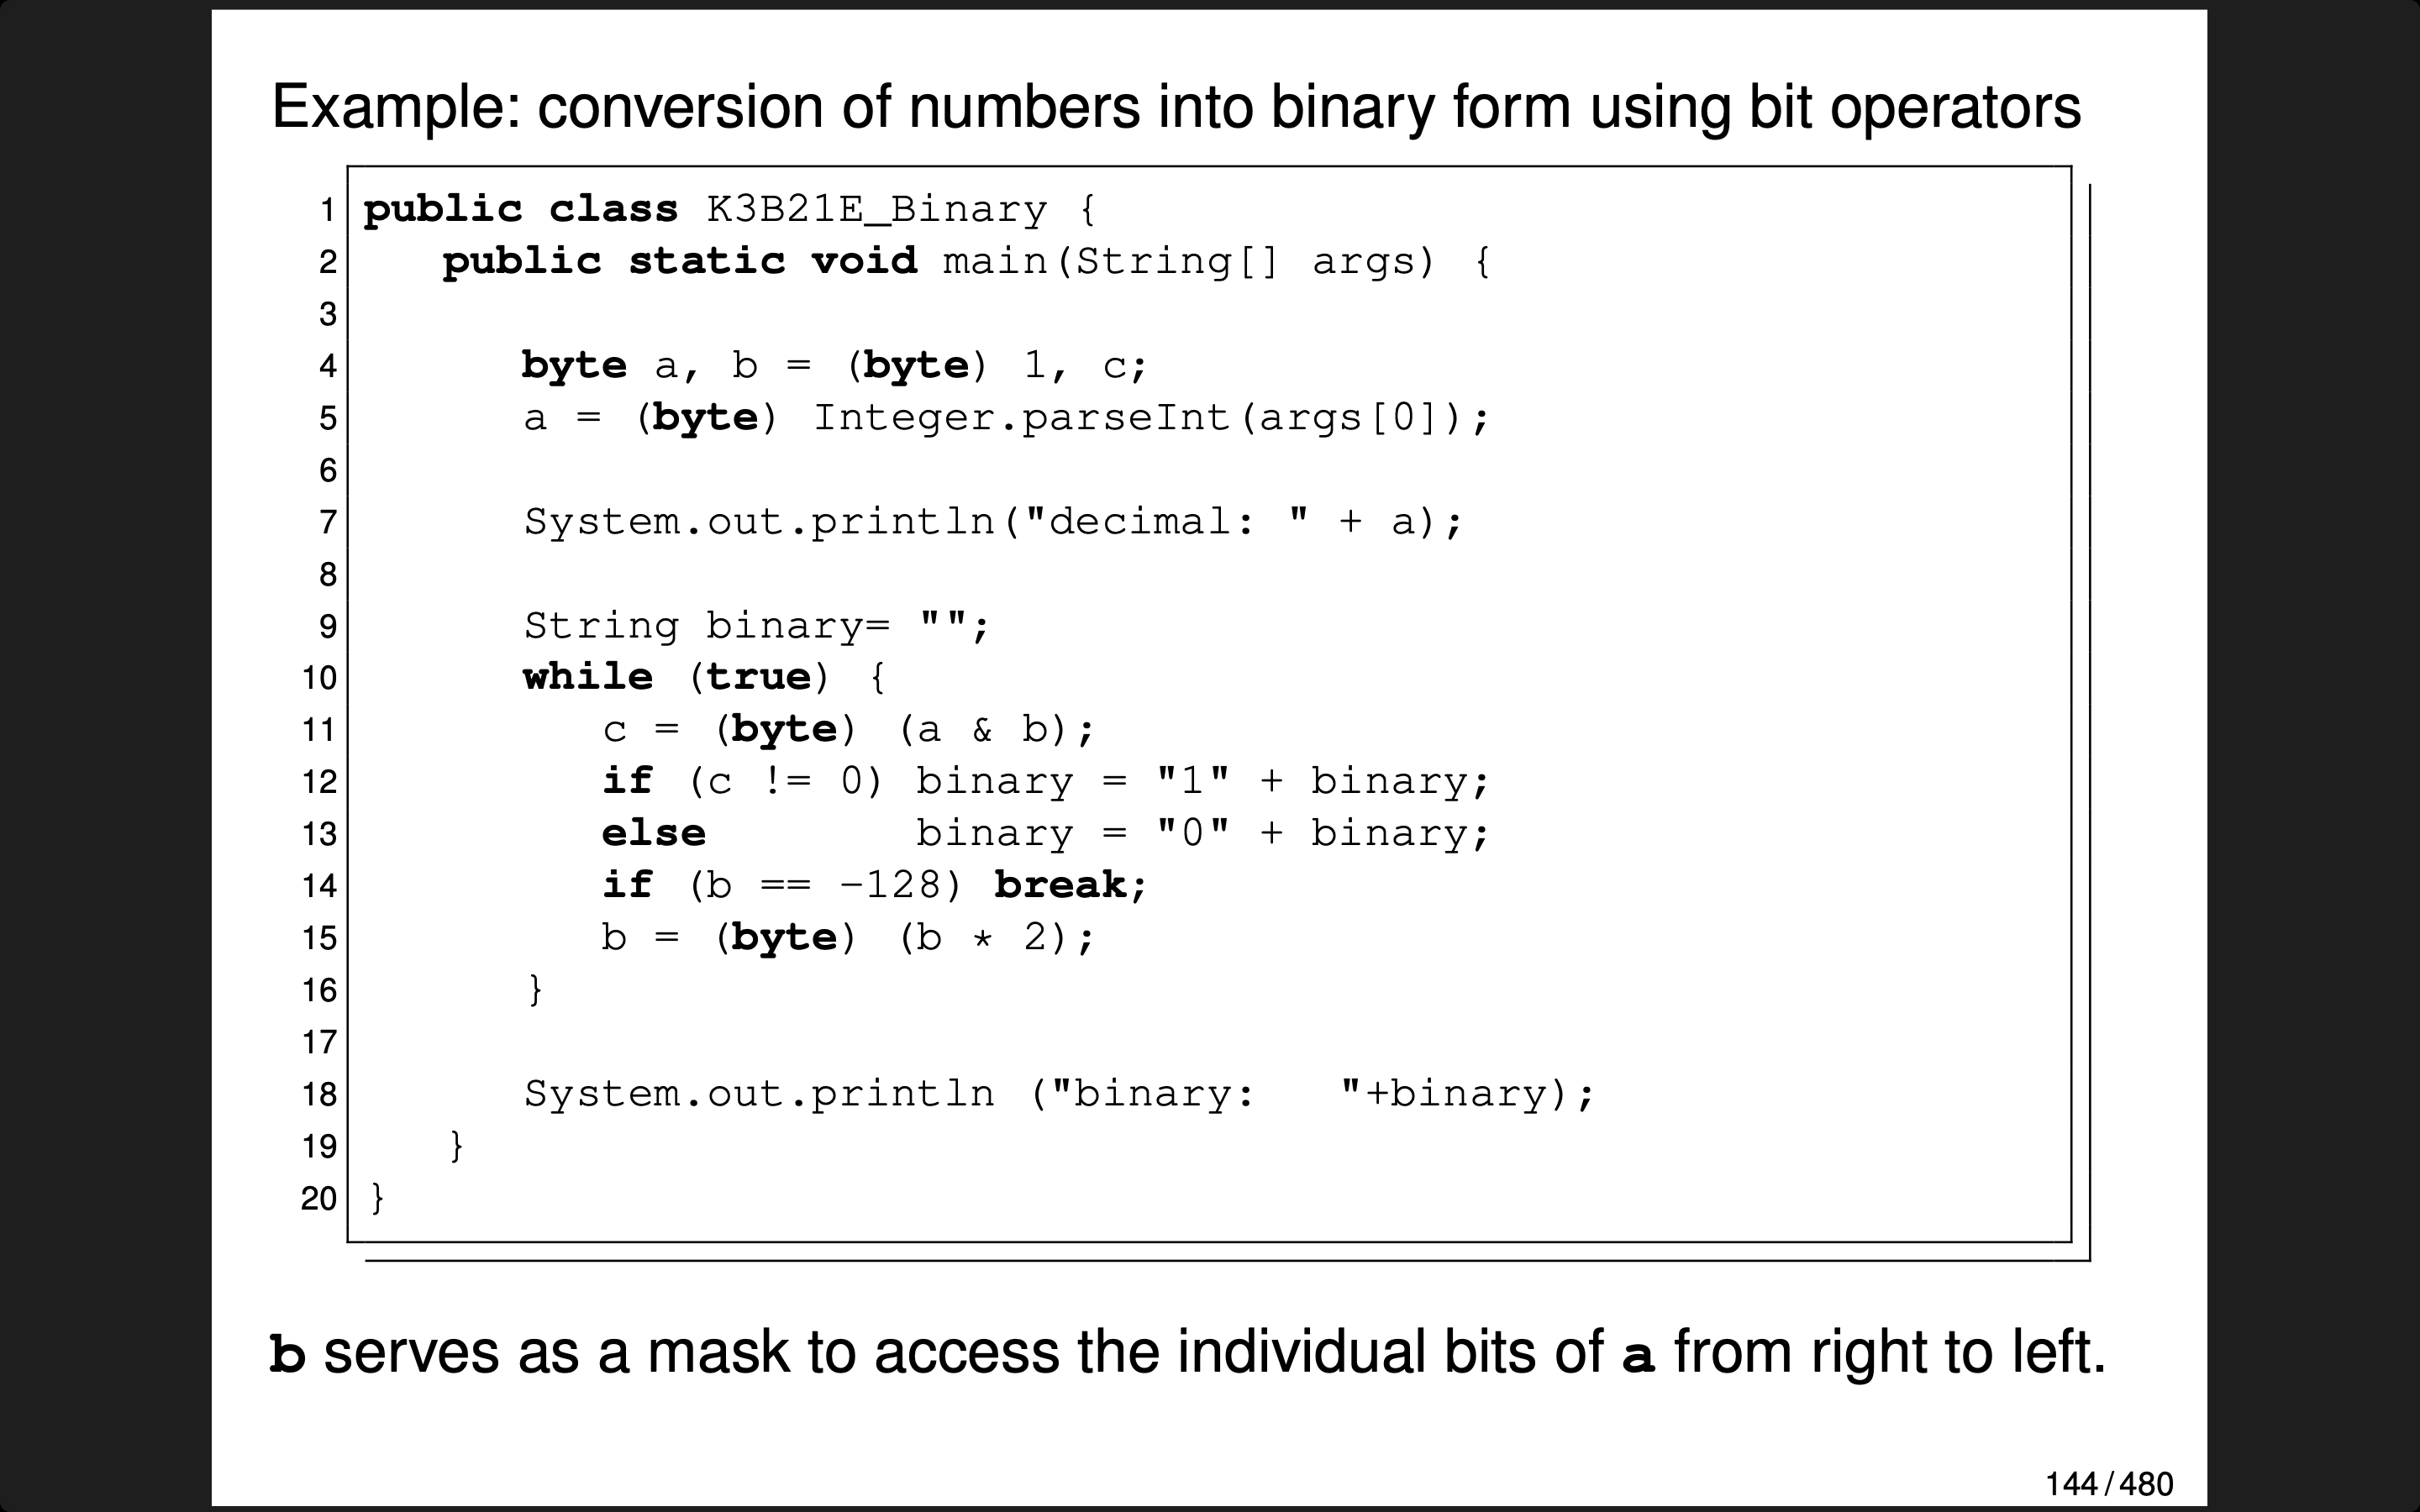 Example: conversion of numbers into binary form using bit operators
1 public class K3B21E_Binary {
2    public static void main(String[] args) {
3
4       byte a, b = (byte) 1, c;
5       a = (byte) Integer.parseInt(args[0]);
6
7       System.out.println("decimal: " + a);
8
9       String binary= "";
10       while (true) {
11          c = (byte) (a & b);
12          if (c != 0) binary = "1" + binary;
13          else        binary = "0" + binary;
14          if (b == -128) break;
15          b = (byte) (b * 2);
16       }
17
18       System.out.println ("binary:   "+binary);
19    }
20 }
b serves as a mask to access the individual bits of a from right to left.
144/480